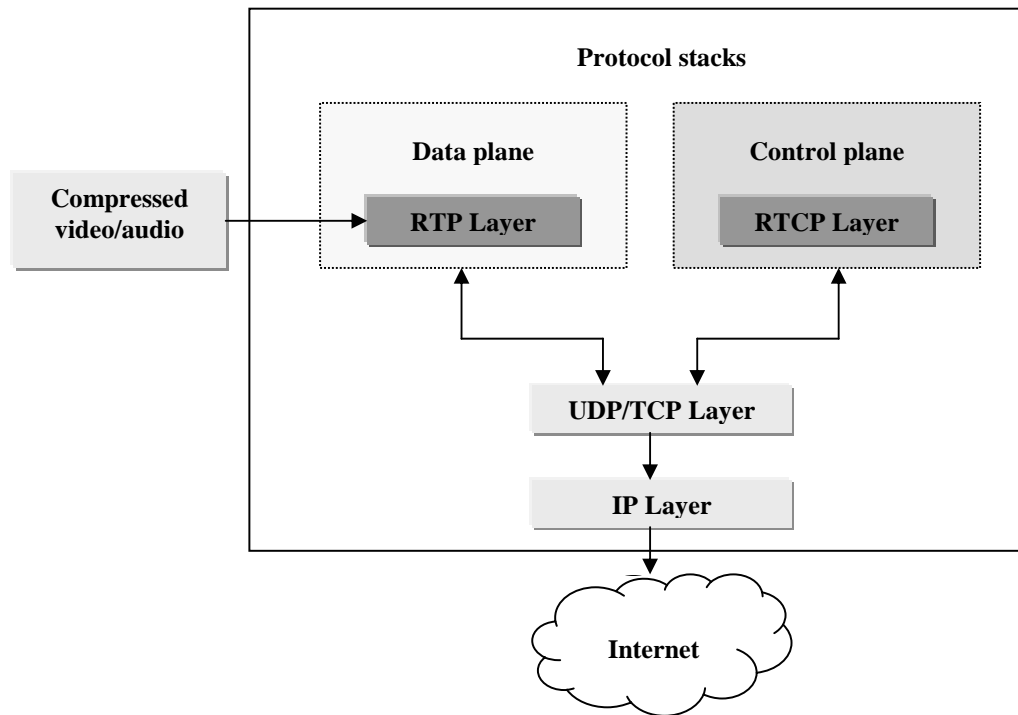 Protocol stacks
Data plane
Control plane
Compressed
video/audio
RTP Layer
RTCP Layer
UDP/TCP Layer
IP Layer
Internet